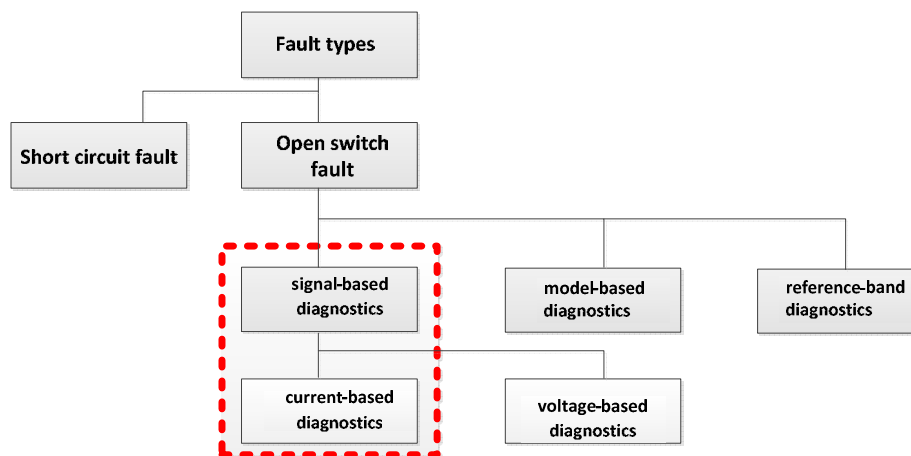 Fault types
Short circuit fault
Open switch
fault
signal-based
diagnostics
model-based
diagnostics
reference-band
diagnostics
current-based
diagnostics
voltage-based
diagnostics